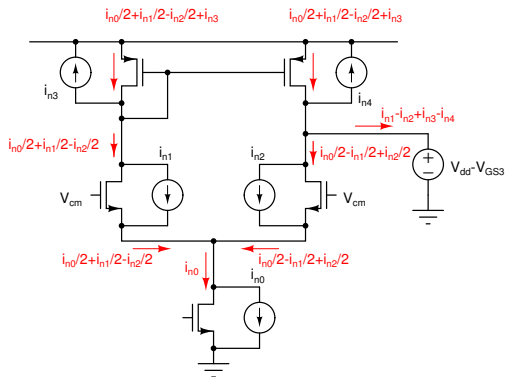 i_n0/2+i_n1/2-i_n2/2+i_n3
i_n0/2+i_n1/2-i_n2/2+i_n3
i_n3
i_n4
i_n1-i_n2+i_n3-i_n4
i_n0/2+i_n1/2-i_n2/2
i_n1
i_n2
i_n0/2-i_n1/2+i_n2/2
V_dd-V_GS3
V_cm
V_cm
i_n0/2+i_n1/2-i_n2/2
i_n0/2-i_n1/2+i_n2/2
i_n0
i_n0